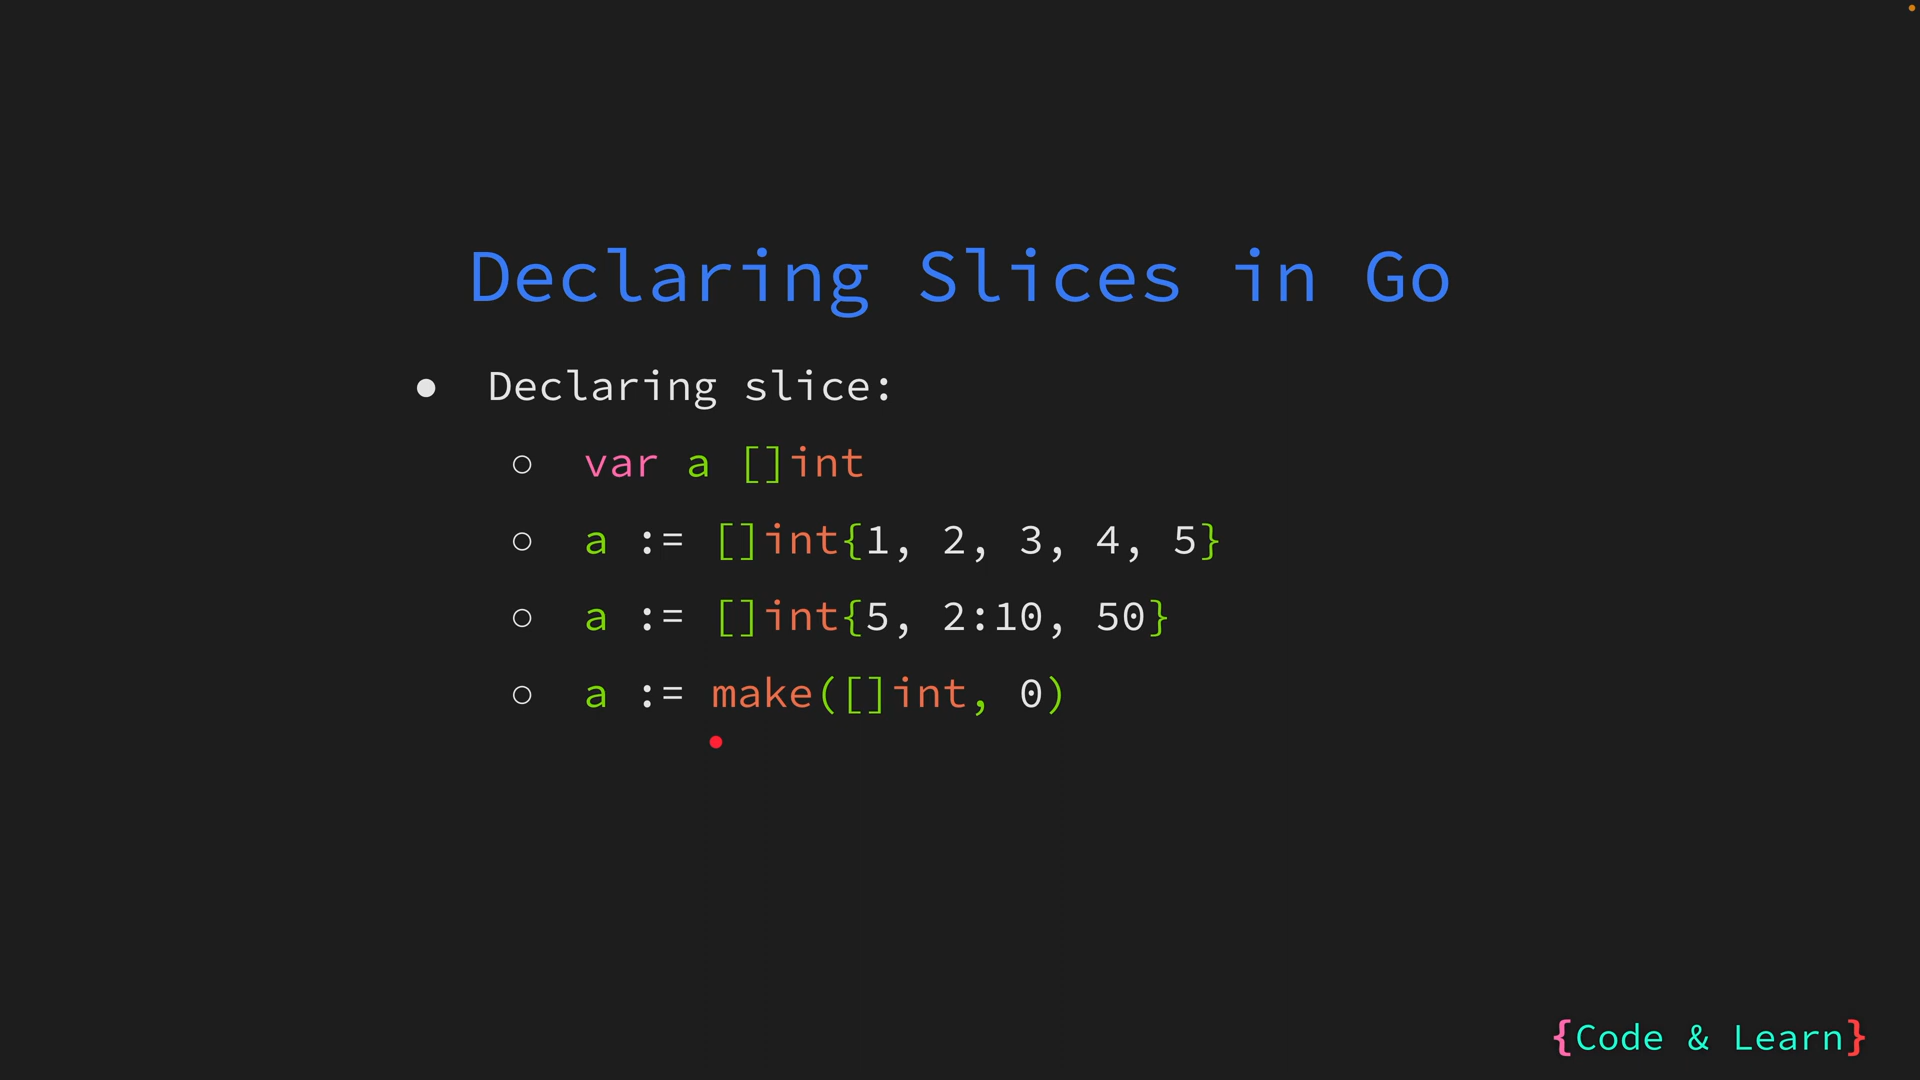 Declaring Slices in Go
● Declaring slice:
○ var a []int
○ a := []int{1, 2, 3, 4, 5}
○ a := []int{5, 2:10, 50}
○ a := make([]int, 0)
{Code & Learn}